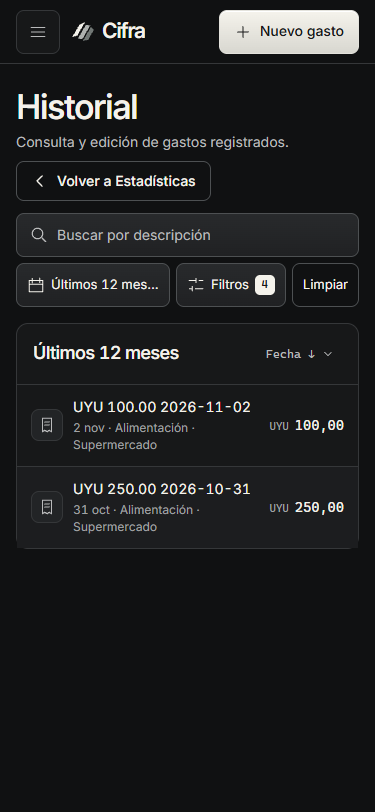 Cifra
Nuevo gasto
Historial
Consulta y edición de gastos registrados.
Volver a Estadísticas
Buscar por descripción
Últimos 12 mes...
Filtros 4
Limpiar
Últimos 12 meses
Fecha ↓
UYU 100.00 2026-11-02
2 nov · Alimentación ·
Supermercado
UYU 100,00
UYU 250.00 2026-10-31
31 oct · Alimentación ·
Supermercado
UYU 250,00